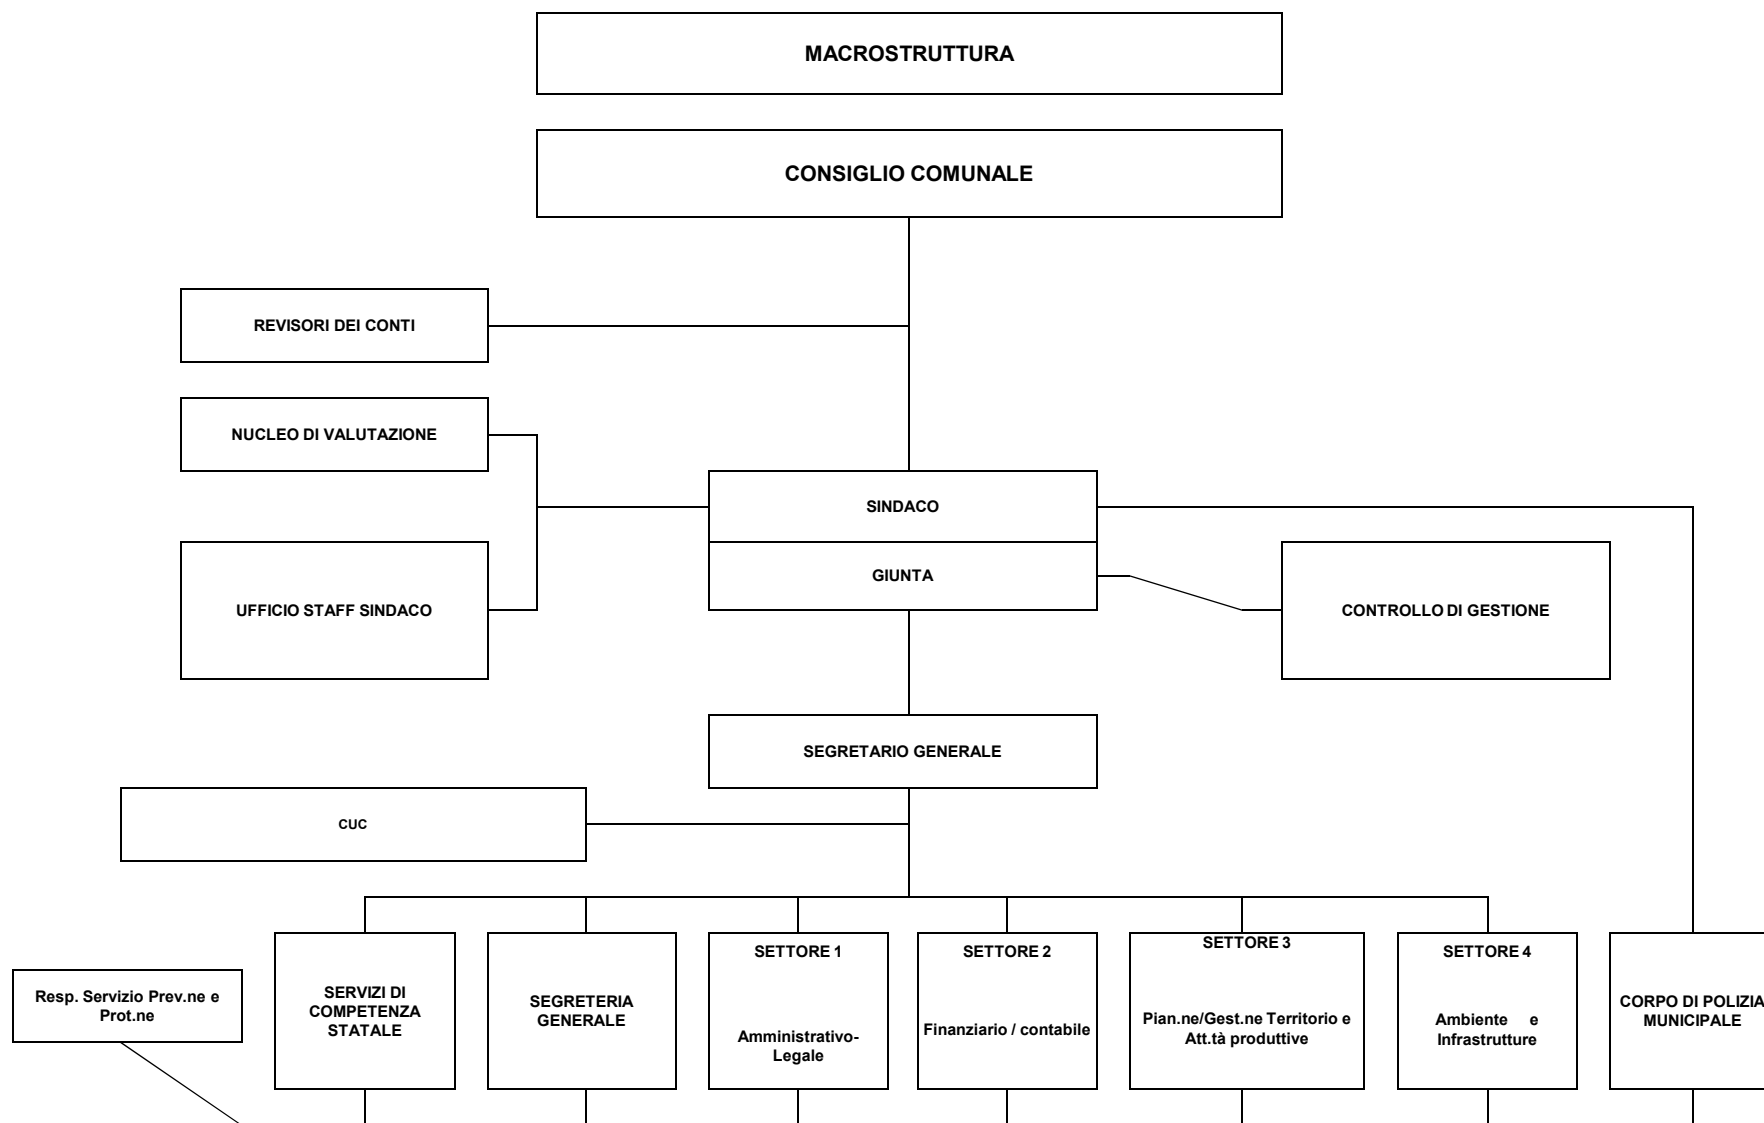 MACROSTRUTTURA
CONSIGLIO COMUNALE
REVISORI DEI CONTI
NUCLEO DI VALUTAZIONE
SINDACO
GIUNTA
UFFICIO STAFF SINDACO
CONTROLLO DI GESTIONE
SEGRETARIO GENERALE
CUC
Resp. Servizio Prev.ne e
Prot.ne
SERVIZI DI
COMPETENZA
STATALE
SEGRETERIA
GENERALE
SETTORE 1
Amministrativo-
Legale
SETTORE 2
Finanziario / contabile
SETTORE 3
Pian.ne/Gest.ne Territorio e
Att.tà produttive
SETTORE 4
Ambiente e
Infrastrutture
CORPO DI POLIZIA
MUNICIPALE